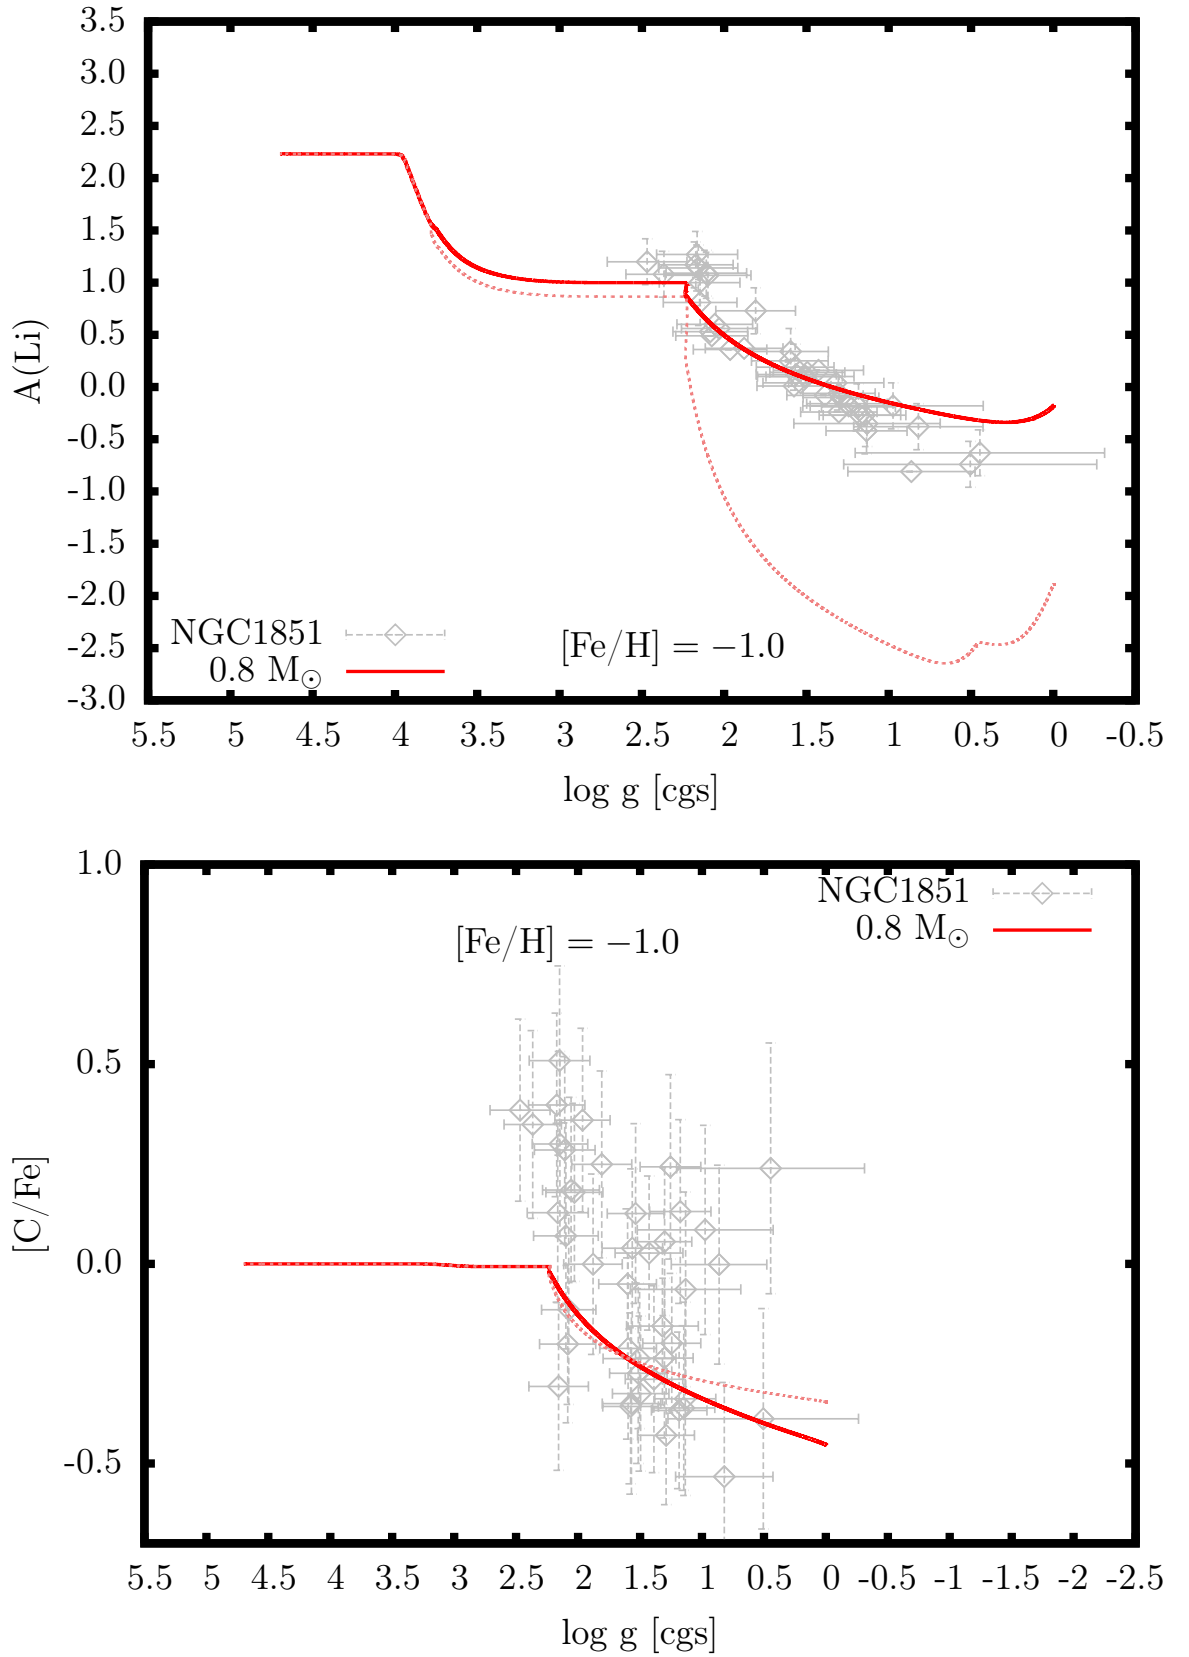 3.5
3.0
2.5
2.0
1.5
1.0
0.5
0.0
-0.5
-1.0
-1.5
-2.0
-2.5
-3.0
A(Li)
NGC1851
0.8 M⊙
[Fe/H] = −1.0
5.5 5 4.5 4 3.5 3 2.5 2 1.5 1 0.5 0 -0.5
log g [cgs]
1.0
0.5
0.0
-0.5
[C/Fe]
NGC1851
0.8 M⊙
[Fe/H] = −1.0
5.5 5 4.5 4 3.5 3 2.5 2 1.5 1 0.5 0 -0.5 -1 -1.5 -2 -2.5
log g [cgs]